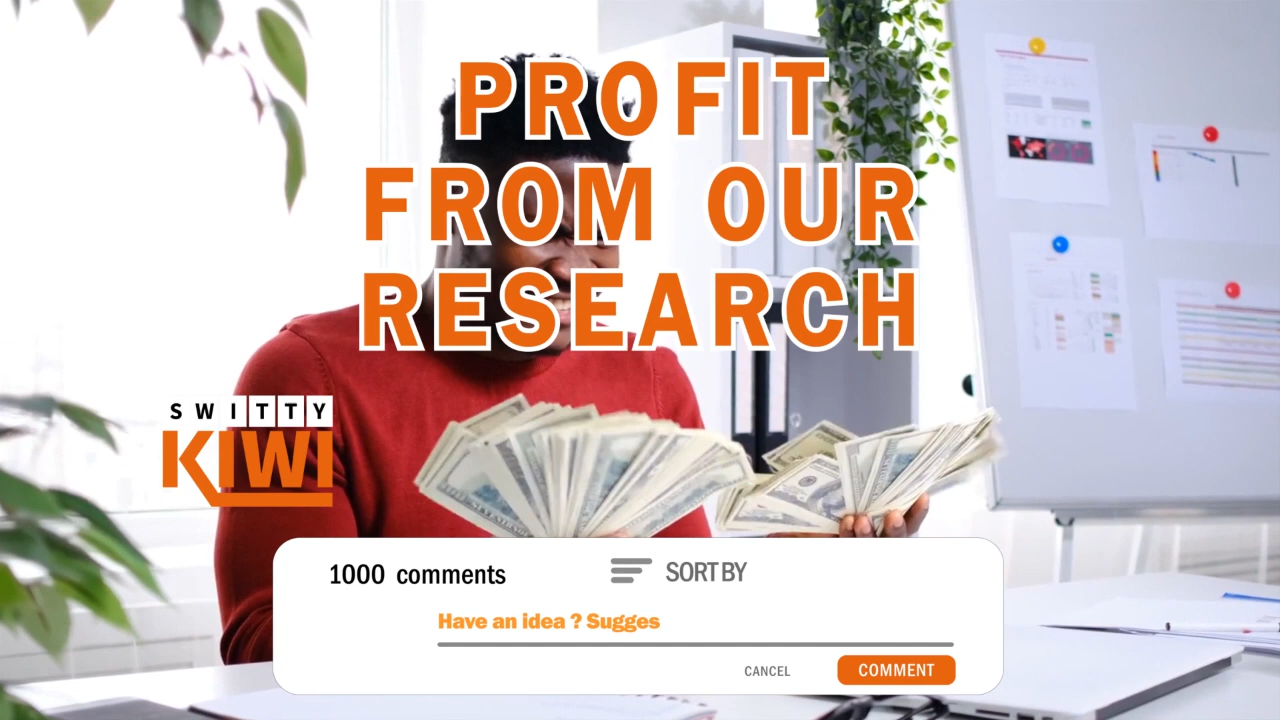 PROFIT
FROM OUR
RESEARCH
SWITTY
KIWI
1000 comments
SORT BY
Have an idea ? Sugges
CANCEL
COMMENT